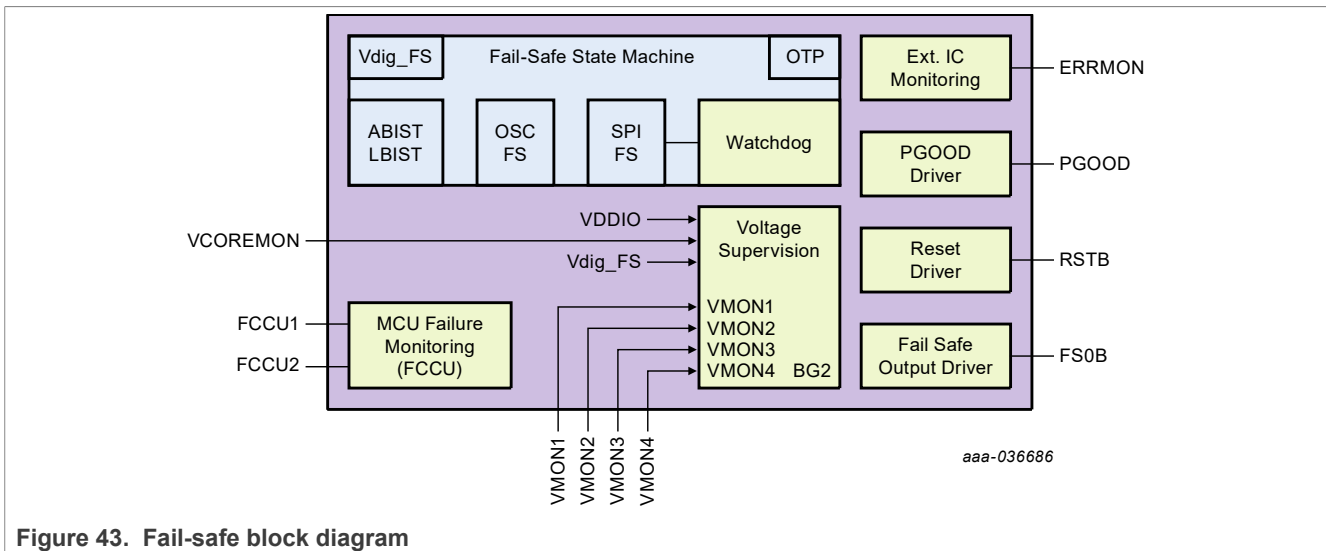 Vdig_FS
Fail-Safe State Machine
OTP
Ext. IC
Monitoring
ERRMON
ABIST
LBIST
OSC
FS
SPI
FS
Watchdog
PGOOD
Driver
PGOOD
VDDIO
VCOREMON
Vdig_FS
Voltage
Supervision
VMON1
VMON2
VMON3
VMON4 BG2
Reset
Driver
RSTB
FCCU1
FCCU2
MCU Failure
Monitoring
(FCCU)
Fail Safe
Output Driver
FS0B
VMON1
VMON2
VMON3
VMON4
aaa-036686
Figure 43. Fail-safe block diagram